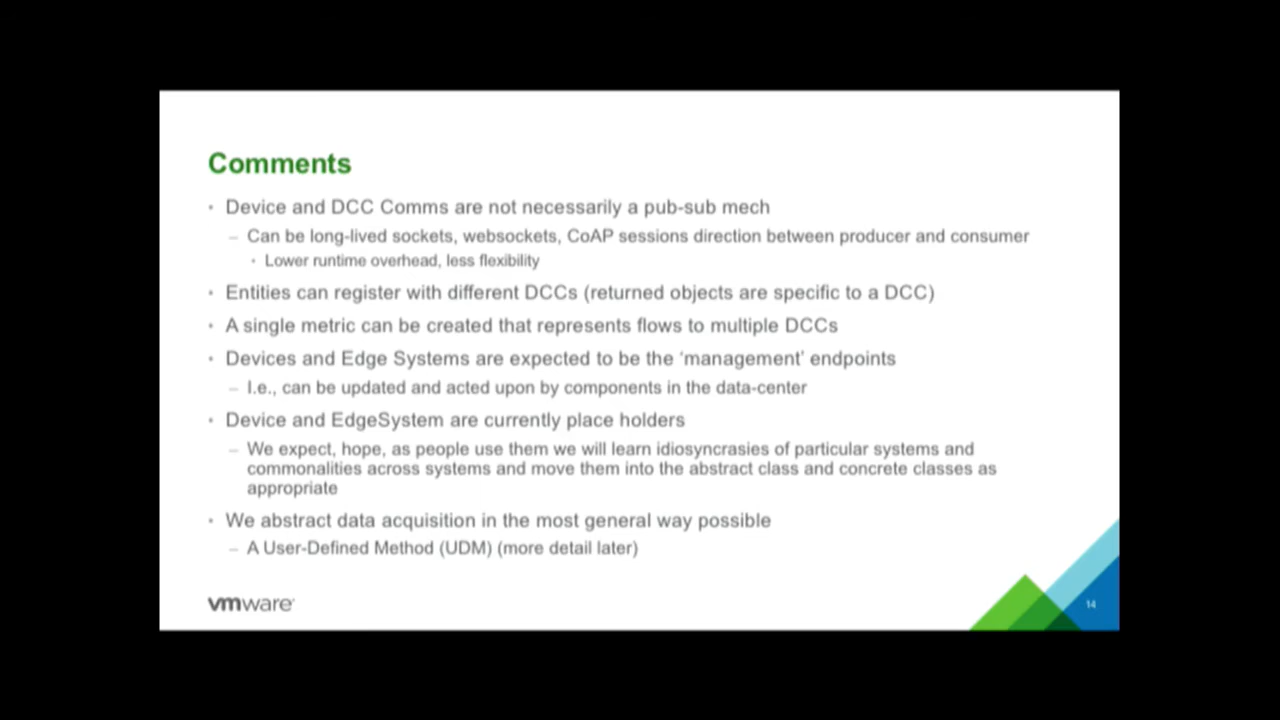 Comments
• Device and DCC Comms are not necessarily a pub-sub mech
– Can be long-lived sockets, websockets, CoAP sessions direction between producer and consumer
• Lower runtime overhead, less flexibility
• Entities can register with different DCCs (returned objects are specific to a DCC)
• A single metric can be created that represents flows to multiple DCCs
• Devices and Edge Systems are expected to be the ‘management’ endpoints
– I.e., can be updated and acted upon by components in the data-center
• Device and EdgeSystem are currently place holders
– We expect, hope, as people use them we will learn idiosyncrasies of particular systems and
commonalities across systems and move them into the abstract class and concrete classes as
appropriate
• We abstract data acquisition in the most general way possible
– A User-Defined Method (UDM) (more detail later)
vmware
14